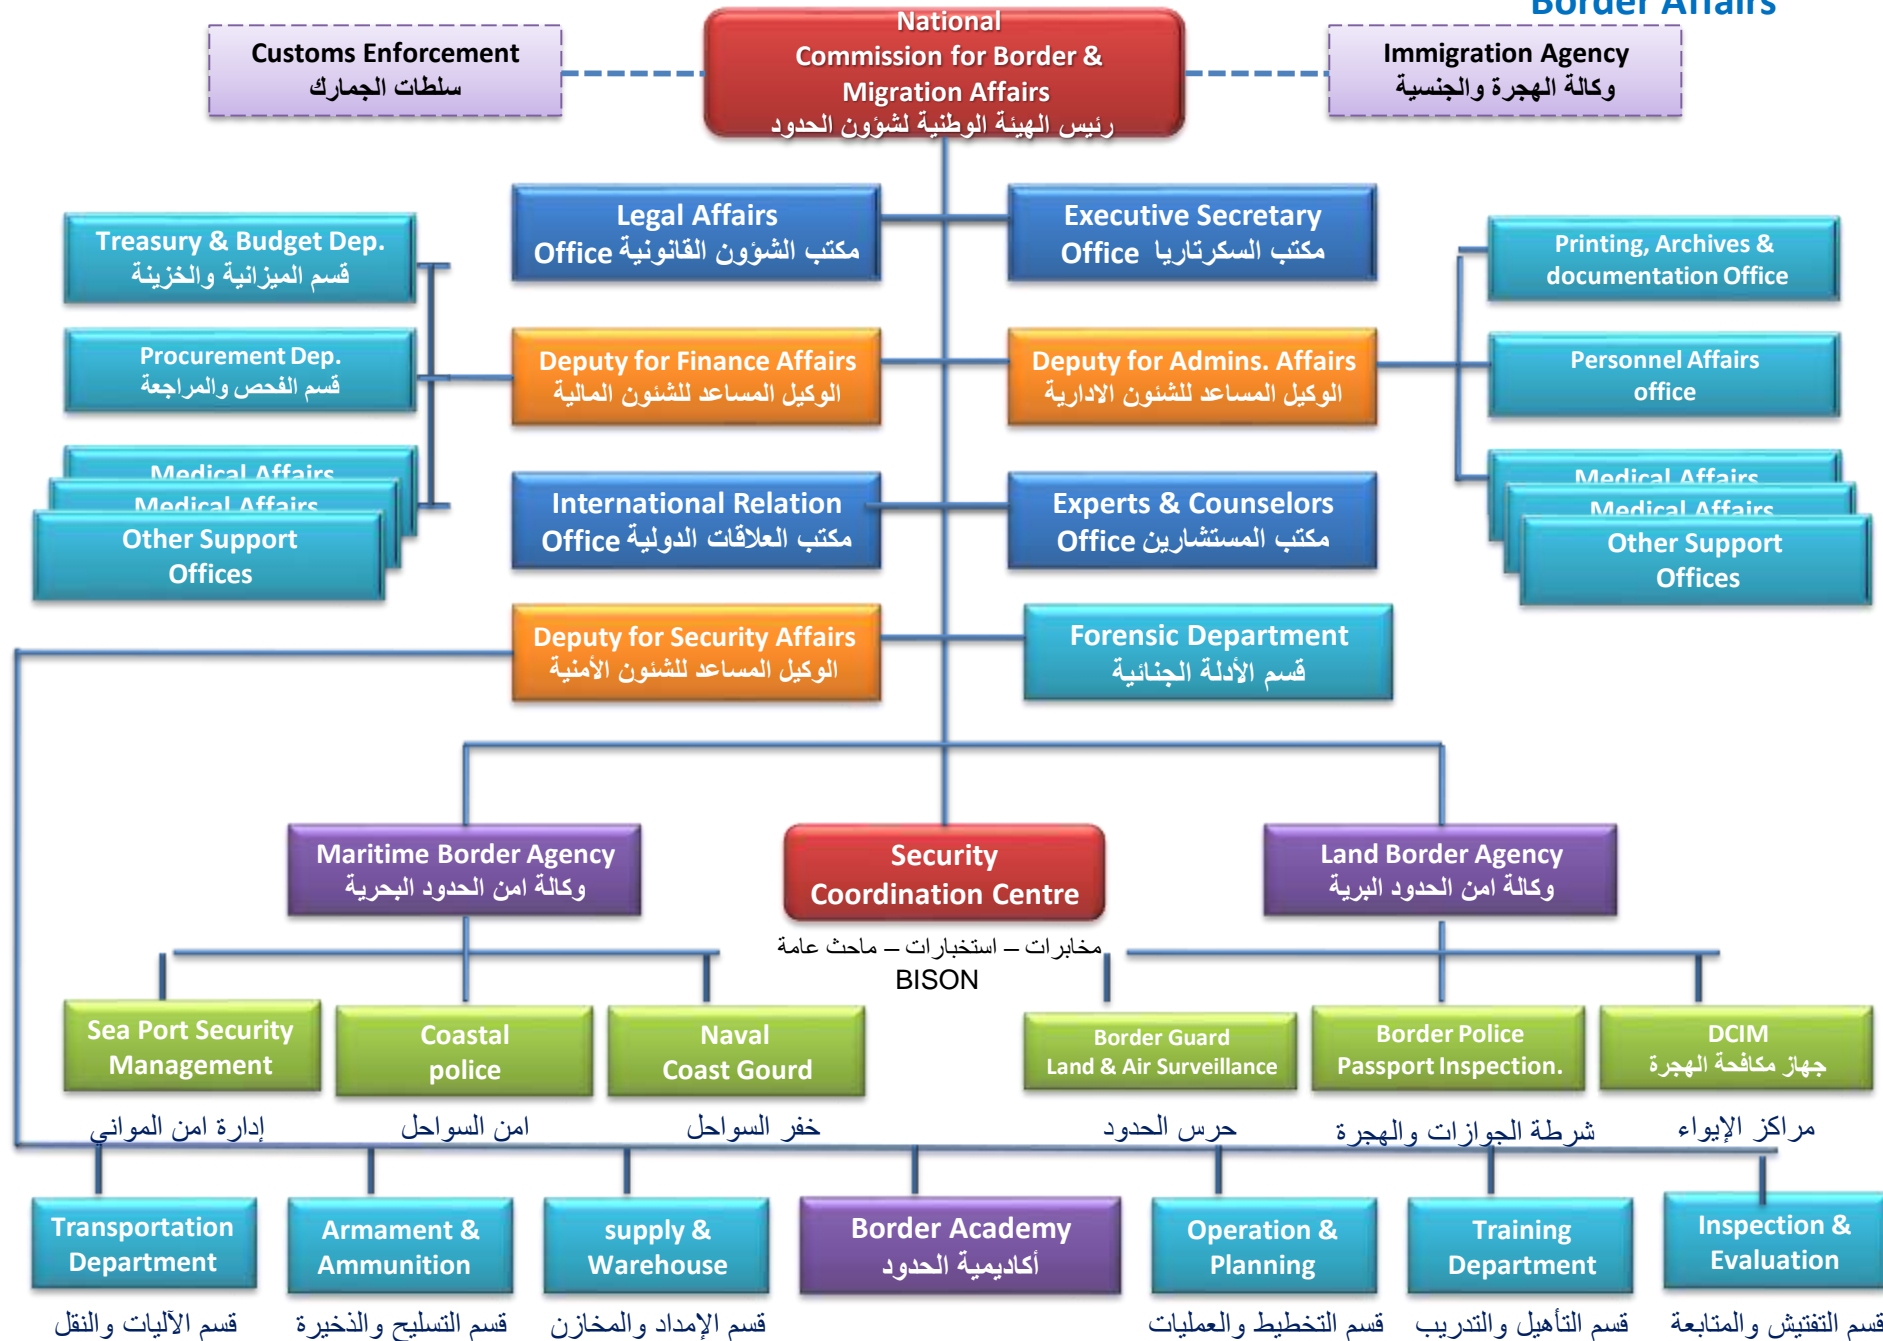 Border Affairs
Customs Enforcement
سلطات الجمارك
National
Commission for Border &
Migration Affairs
رئيس الهيئة الوطنية لشؤون الحدود
Immigration Agency
وكالة الهجرة والجنسية
Legal Affairs
Office مكتب الشؤون القانونية
Executive Secretary
Office مكتب السكرتاريا
Treasury & Budget Dep.
قسم الميزانية والخزينة
Printing, Archives &
documentation Office
Procurement Dep.
قسم الفحص والمراجعة
Deputy for Finance Affairs
الوكيل المساعد للشئون المالية
Deputy for Admins. Affairs
الوكيل المساعد للشئون الادارية
Personnel Affairs
office
Medical Affairs
Medical Affairs
Other Support
Offices
International Relation
Office مكتب العلاقات الدولية
Experts & Counselors
Office مكتب المستشارين
Medical Affairs
Medical Affairs
Other Support
Offices
Deputy for Security Affairs
الوكيل المساعد للشئون الأمنية
Forensic Department
قسم الأدلة الجنائية
Maritime Border Agency
وكالة امن الحدود البحرية
Security
Coordination Centre
مخابرات – استخبارات – ماحث عامة
BISON
Land Border Agency
وكالة امن الحدود البرية
Sea Port Security
Management
إدارة امن المواني
Coastal
police
امن السواحل
Naval
Coast Gourd
خفر السواحل
Border Guard
Land & Air Surveillance
حرس الحدود
Border Police
Passport Inspection.
شرطة الجوازات والهجرة
DCIM
جهاز مكافحة الهجرة
مراكز الإيواء
Transportation
Department
قسم الآليات والنقل
Armament &
Ammunition
قسم التسليح والذخيرة
supply &
Warehouse
قسم الإمداد والمخازن
Border Academy
أكاديمية الحدود
Operation &
Planning
قسم التخطيط والعمليات
Training
Department
قسم التأهيل والتدريب
Inspection &
Evaluation
قسم التفتيش والمتابعة